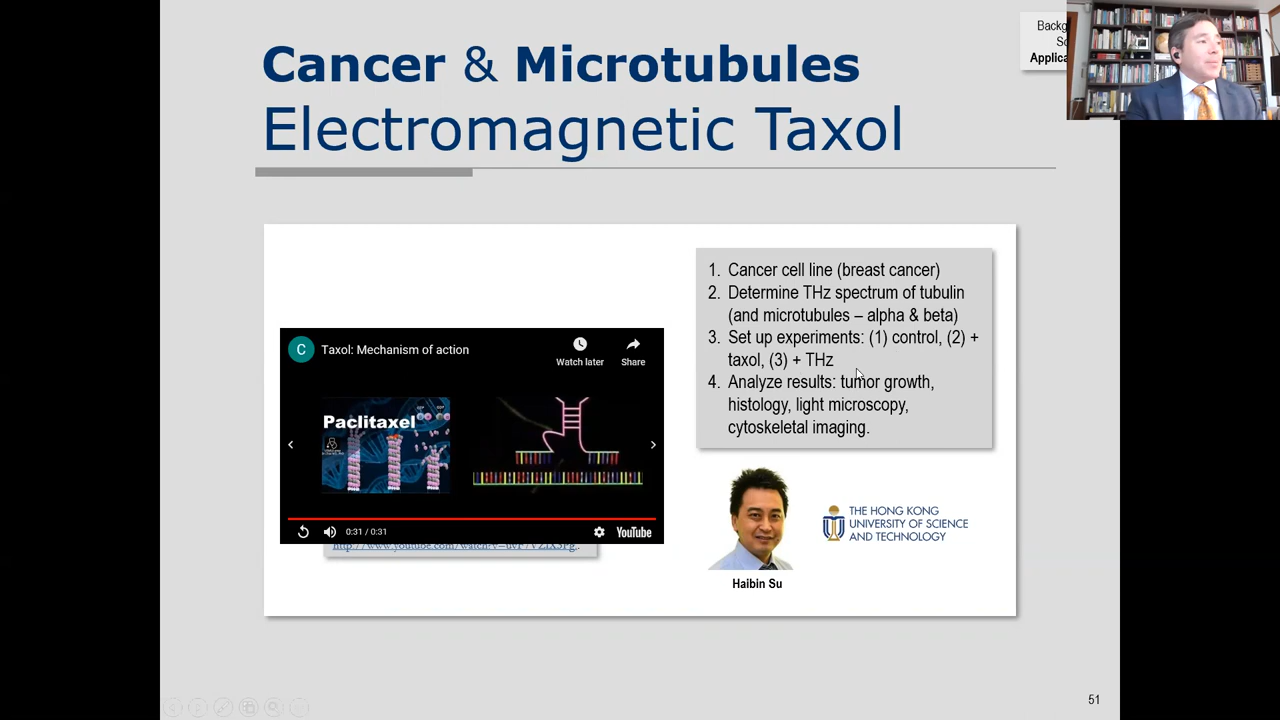 Cancer & Microtubules
Electromagnetic Taxol
Backg
Applica
1. Cancer cell line (breast cancer)
2. Determine THz spectrum of tubulin
(and microtubules – alpha & beta)
3. Set up experiments: (1) control, (2) +
taxol, (3) + THz
4. Analyze results: tumor growth,
histology, light microscopy,
cytoskeletal imaging.
C
Taxol: Mechanism of action
Watch later
Share
Paclitaxel
0:31 / 0:31
YouTube
THE HONG KONG
UNIVERSITY OF SCIENCE
AND TECHNOLOGY
Haibin Su
51